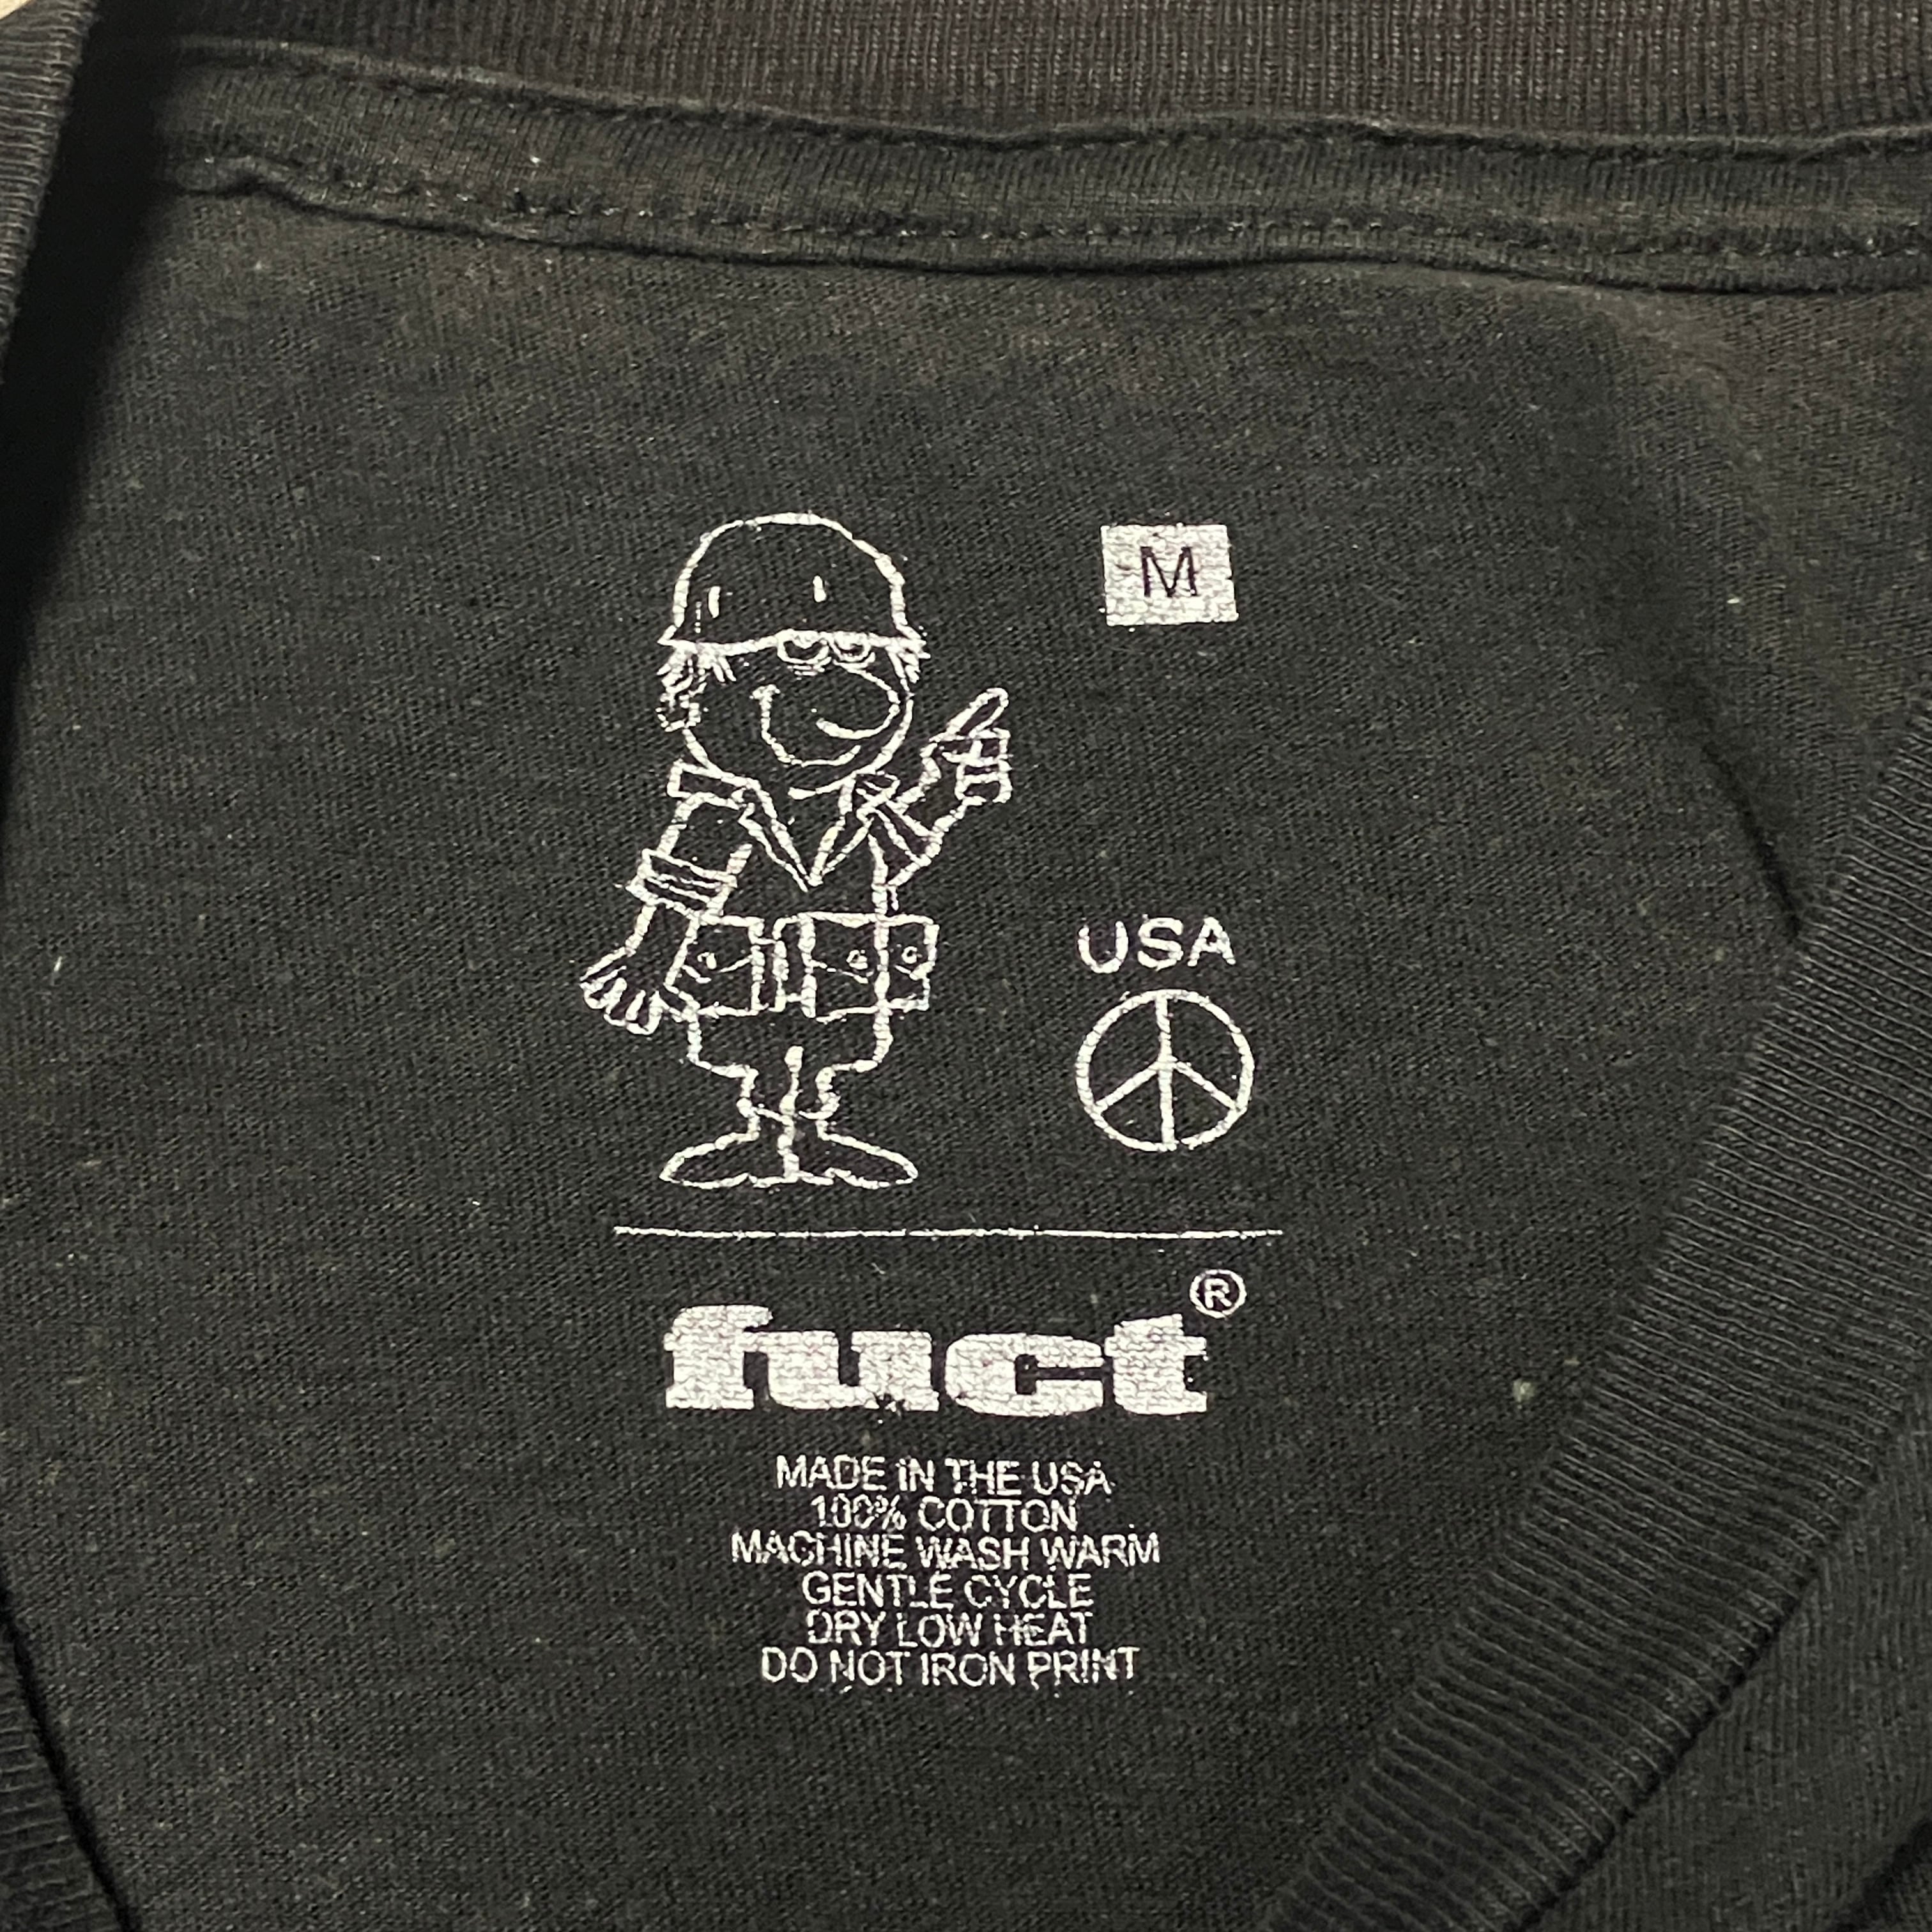 M
USA
fuct®
MADE IN THE USA
100% COTTON
MACHINE WASH WARM
GENTLE CYCLE
DRY LOW HEAT
DO NOT IRON PRINT